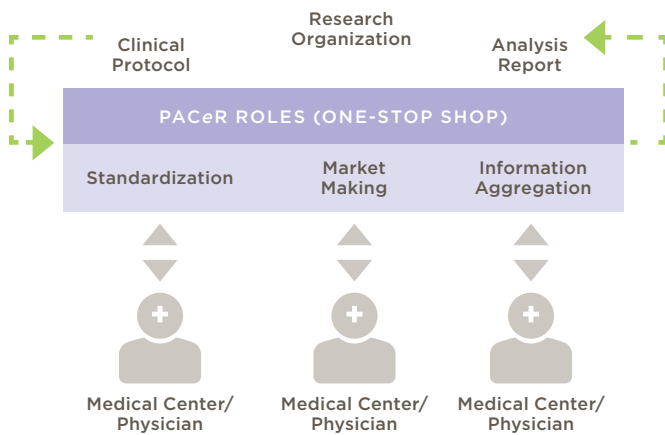 Research
Organization
Clinical
Protocol
Analysis
Report
PACeR ROLES (ONE-STOP SHOP)
Standardization
Market
Making
Information
Aggregation
Medical Center/
Physician
Medical Center/
Physician
Medical Center/
Physician